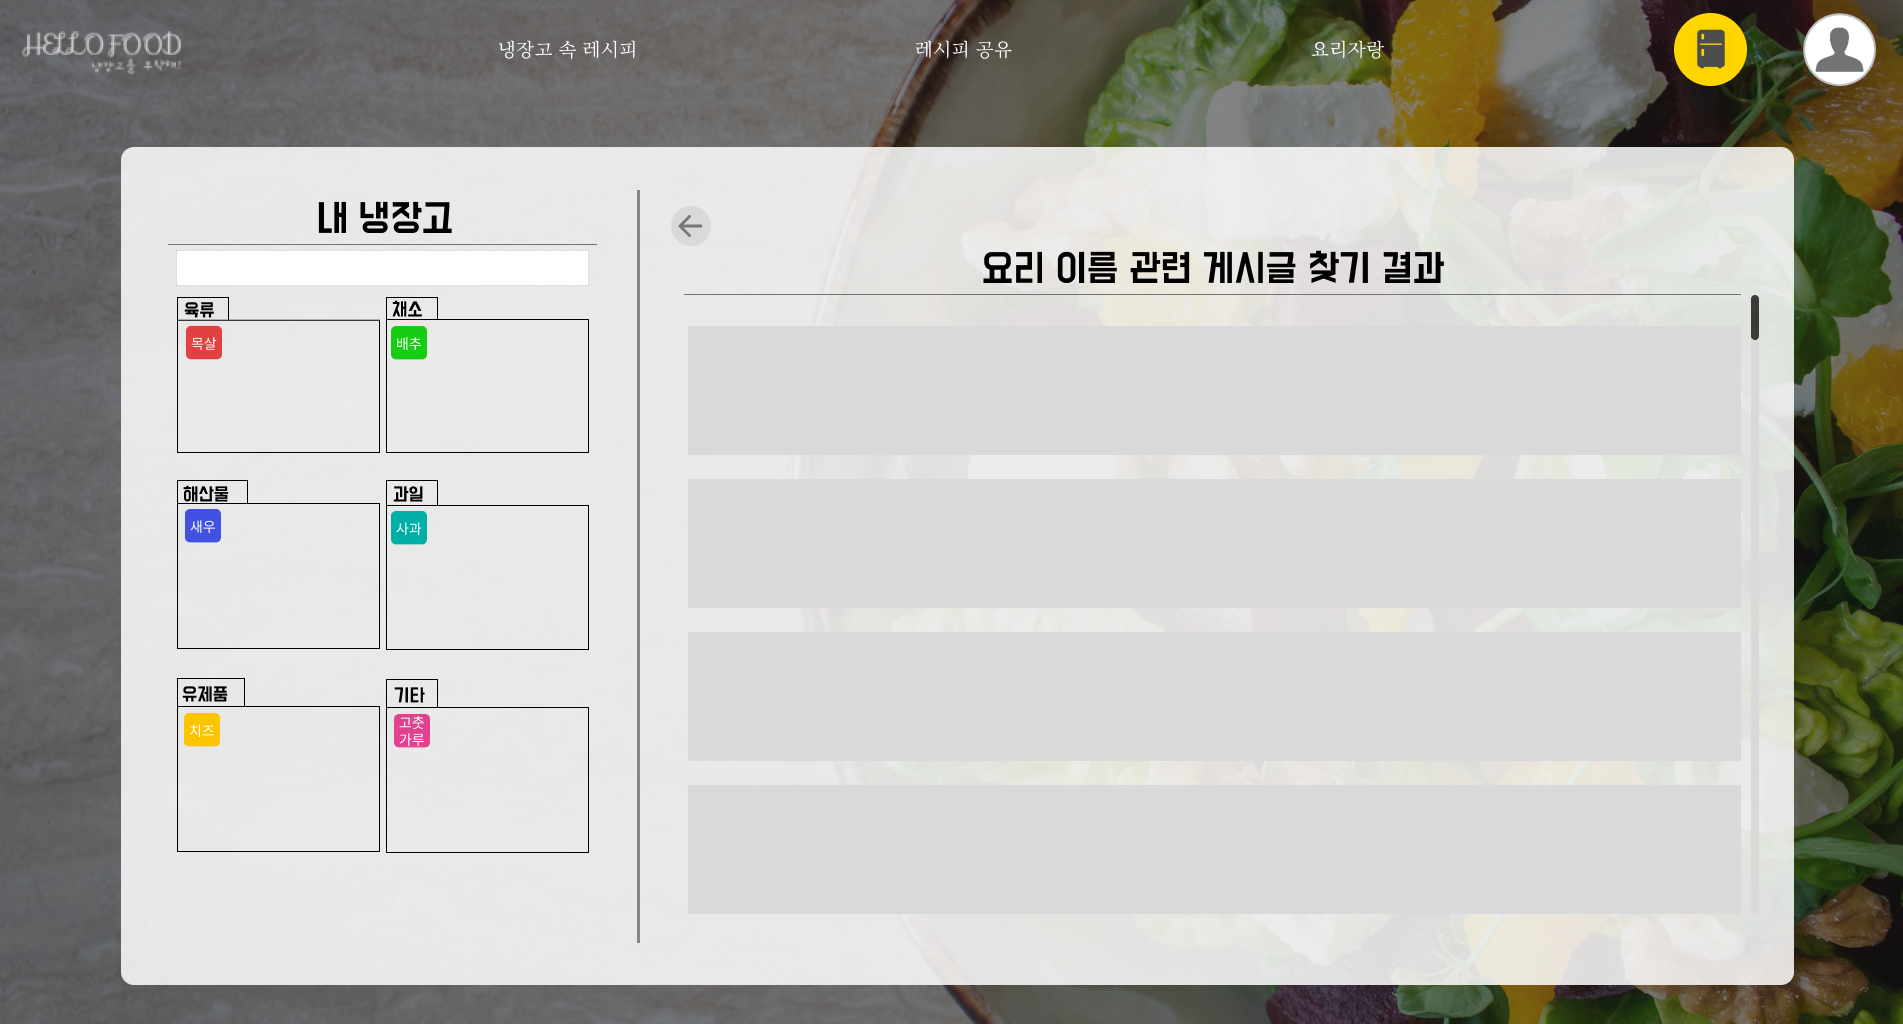 HELLO FOOD
냉장고를 부탁해!
냉장고 속 레시피
레시피 공유
요리자랑
내 냉장고
육류
목살
채소
배추
해산물
새우
과일
사과
유제품
치즈
기타
고춧
가루
요리 이름 관련 게시글 찾기 결과